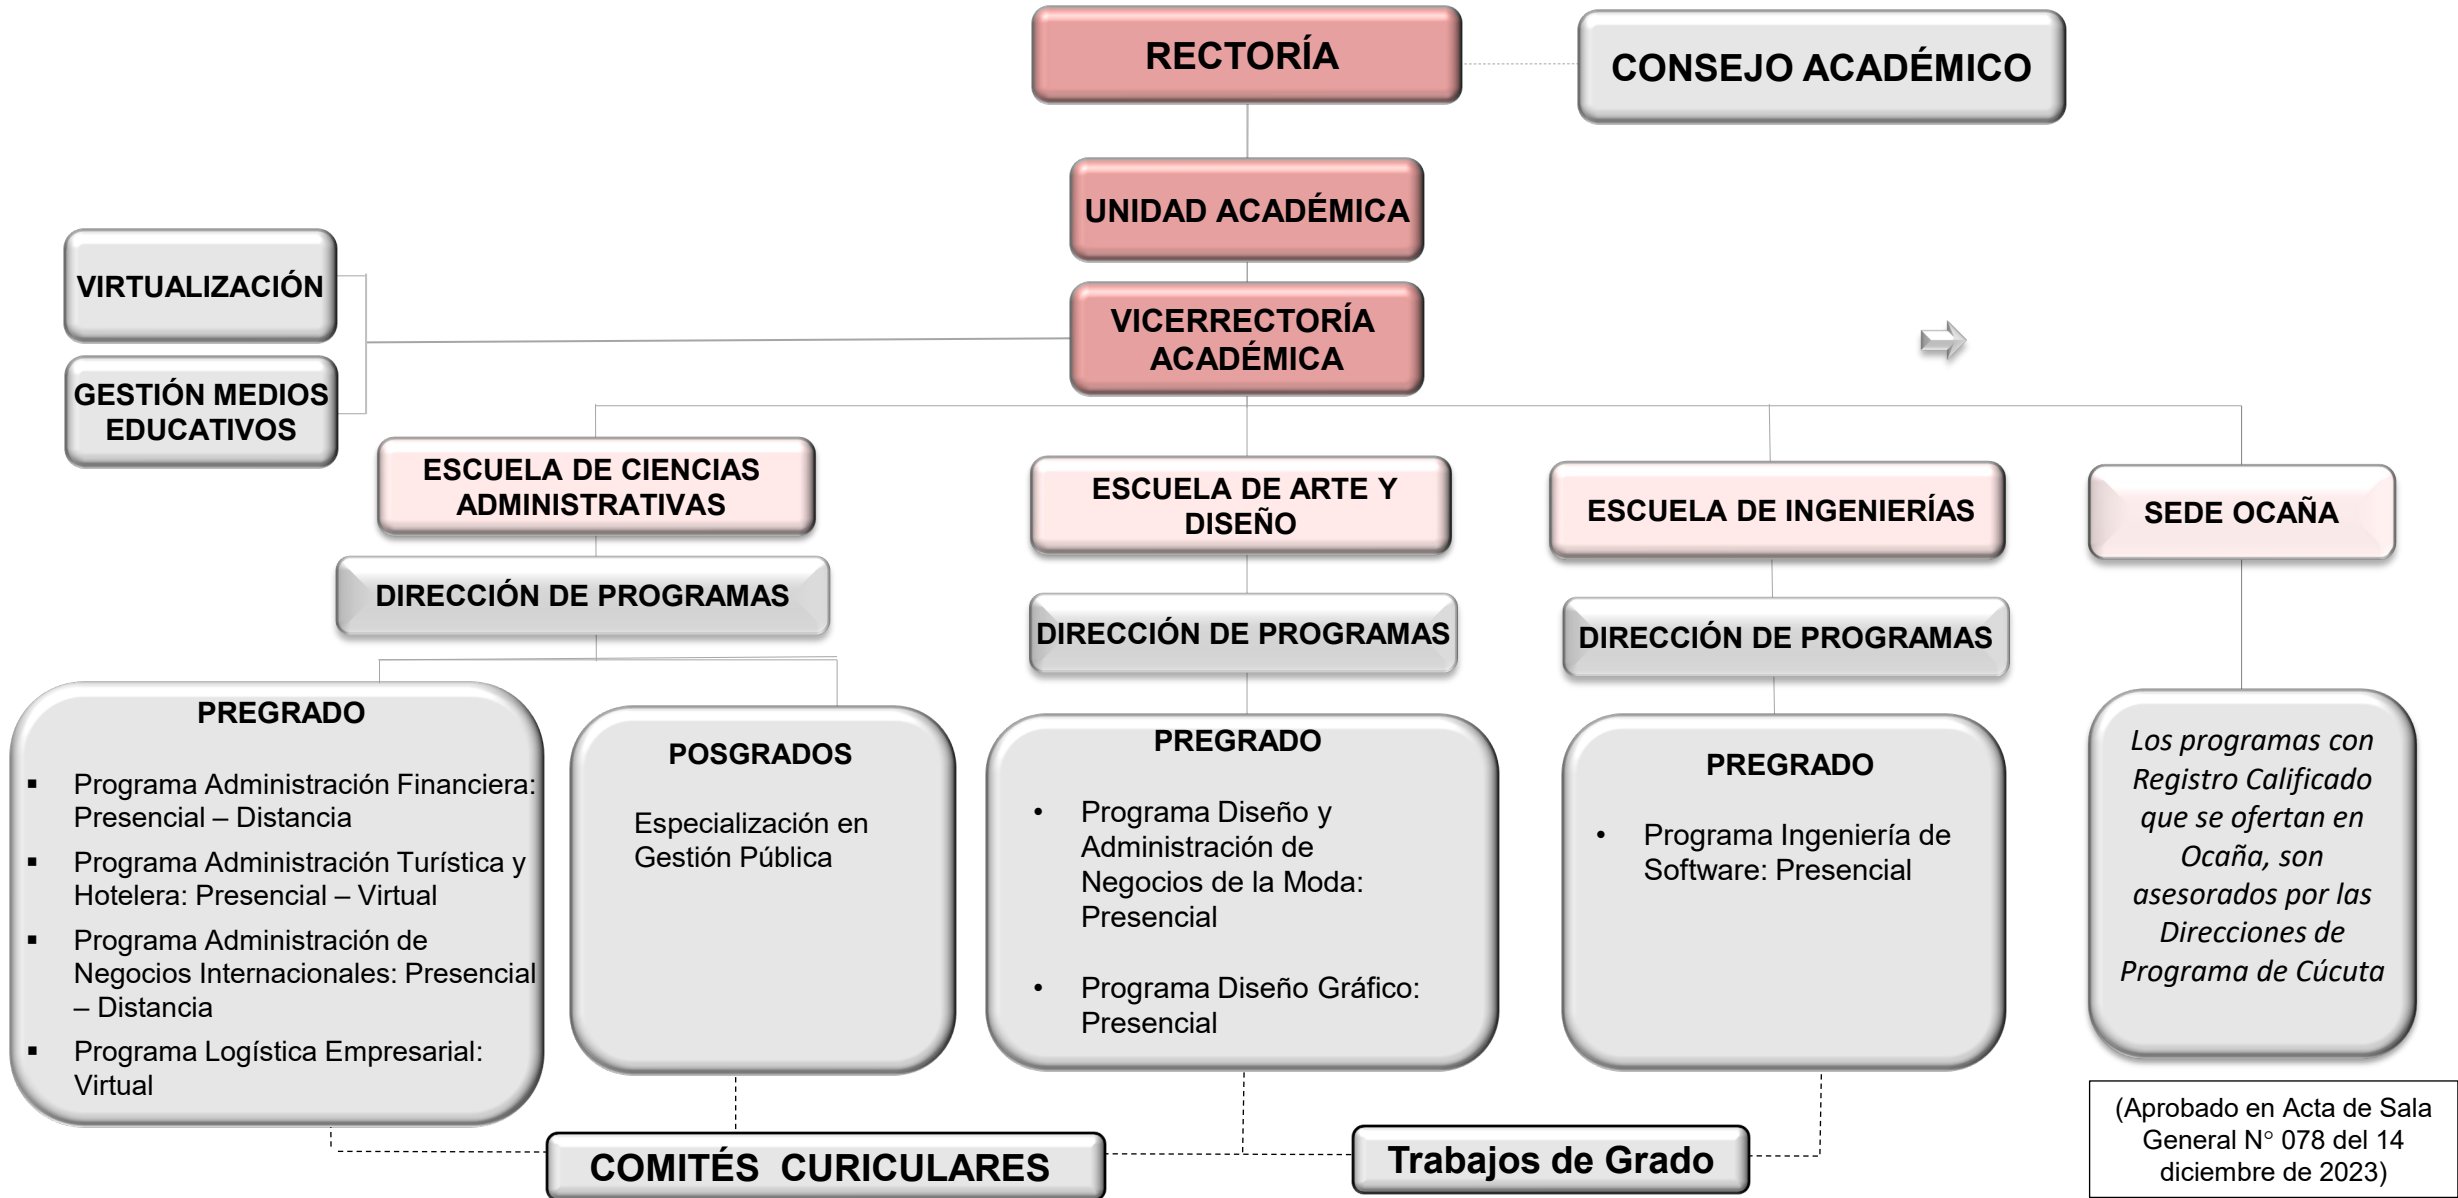 RECTORÍA
CONSEJO ACADÉMICO
UNIDAD ACADÉMICA
VIRTUALIZACIÓN
VICERRECTORÍA
ACADÉMICA
GESTIÓN MEDIOS
EDUCATIVOS
ESCUELA DE CIENCIAS
ADMINISTRATIVAS
ESCUELA DE ARTE Y
DISEÑO
ESCUELA DE INGENIERÍAS
SEDE OCAÑA
DIRECCIÓN DE PROGRAMAS
DIRECCIÓN DE PROGRAMAS
DIRECCIÓN DE PROGRAMAS
PREGRADO
▪ Programa Administración Financiera:
Presencial – Distancia
▪ Programa Administración Turística y
Hotelera: Presencial – Virtual
▪ Programa Administración de
Negocios Internacionales: Presencial
– Distancia
▪ Programa Logística Empresarial:
Virtual
POSGRADOS
Especialización en
Gestión Pública
PREGRADO
• Programa Diseño y
Administración de
Negocios de la Moda:
Presencial
• Programa Diseño Gráfico:
Presencial
PREGRADO
• Programa Ingeniería de
Software: Presencial
Los programas con
Registro Calificado
que se ofertan en
Ocaña, son
asesorados por las
Direcciones de
Programa de Cúcuta
COMITÉS CURICULARES
Trabajos de Grado
(Aprobado en Acta de Sala
General N° 078 del 14
diciembre de 2023)